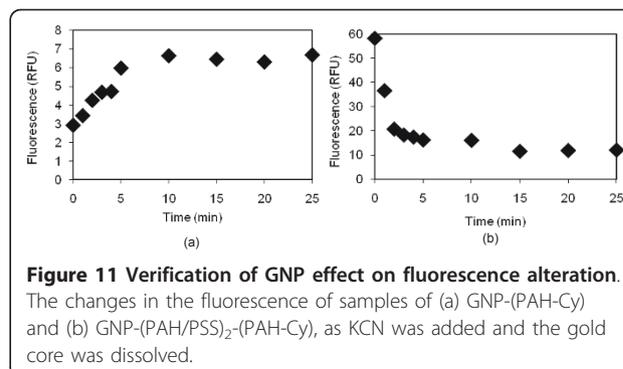 8
7
6
5
4
3
2
1
0
Fluorescence (RFU)
0 5 10 15 20 25
Time (min)
(a)
60
50
40
30
20
10
0
Fluorescence (RFU)
0 5 10 15 20 25
Time (min)
(b)
Figure 11 Verification of GNP effect on fluorescence alteration.
The changes in the fluorescence of samples of (a) GNP-(PAH-Cy)
and (b) GNP-(PAH/PSS)₂-(PAH-Cy), as KCN was added and the gold
core was dissolved.